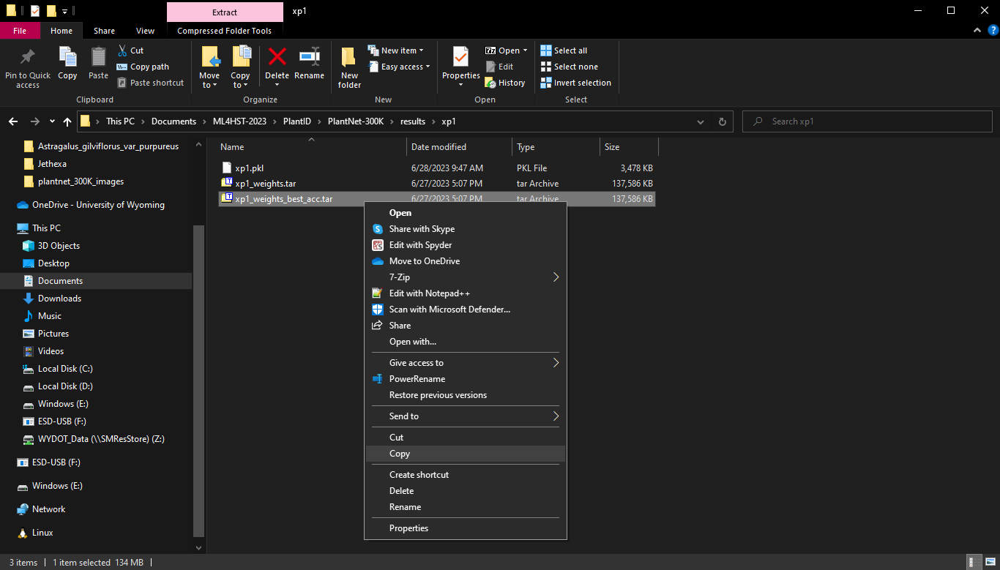 Extract
xp1
File
Home
Share
View
Compressed Folder Tools
Pin to Quick access
Copy
Paste
Cut
Copy path
Paste shortcut
Clipboard
Move to
Copy to
Delete
Rename
Organize
New folder
New item
Easy access
New
Properties
Open
Edit
History
Open
Select all
Select none
Invert selection
Select
This PC > Documents > ML4HST-2023 > PlantID > PlantNet-300K > results > xp1
Search xp1
Astragalus_gilviflorus_var_purpureus
Jethexa
plantnet_300K_images
OneDrive - University of Wyoming
This PC
3D Objects
Desktop
Documents
Downloads
Music
Pictures
Videos
Local Disk (C:)
Local Disk (D:)
Windows (E:)
ESD-USB (F:)
WYDOT_Data (\\SMResStore) (Z:)
ESD-USB (F:)
Windows (E:)
Network
Linux
Name Date modified Type Size
xp1.pkl 6/28/2023 9:47 AM PKL File 3,478 KB
xp1_weights.tar 6/27/2023 5:07 PM tar Archive 137,586 KB
xp1_weights_best_acc.tar 6/27/2023 5:07 PM tar Archive 137,586 KB
Open
Share with Skype
Edit with Spyder
Move to OneDrive
7-Zip
Edit with Notepad++
Scan with Microsoft Defender...
Share
Open with...
Give access to
PowerRename
Restore previous versions
Send to
Cut
Copy
Create shortcut
Delete
Rename
Properties
3 items | 1 item selected 134 MB |